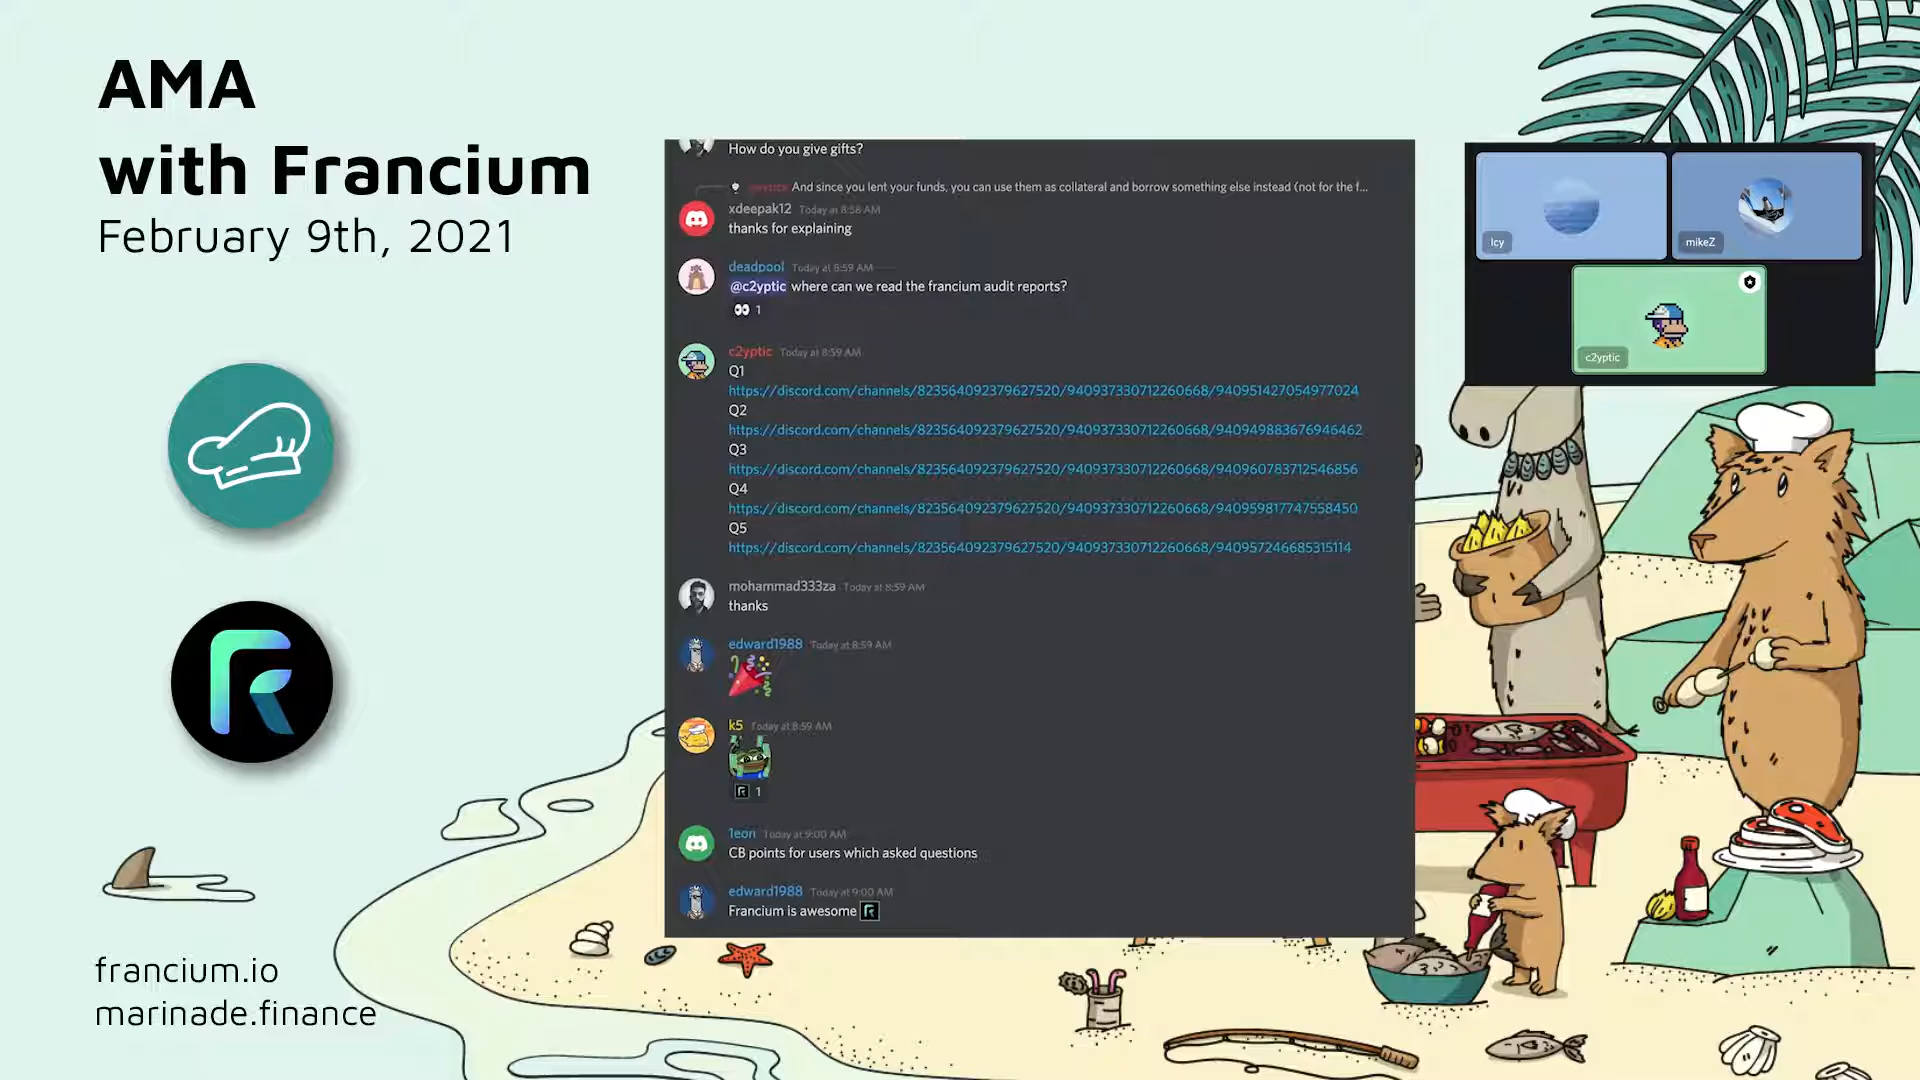 AMA
with Francium
February 9th, 2021
francium.io
marinade.finance
How do you give gifts?
And since you lent your funds, you can use them as collateral and borrow something else instead (not for the f...
xdeepak12 Today at 8:58 AM
thanks for explaining
deadpool Today at 8:59 AM
@c2yptic where can we read the francium audit reports?
1
c2yptic Today at 8:59 AM
Q1
https://discord.com/channels/823564092379627520/940937330712260668/940951427054977024
Q2
https://discord.com/channels/823564092379627520/940937330712260668/940949883676946462
Q3
https://discord.com/channels/823564092379627520/940937330712260668/940960783712546856
Q4
https://discord.com/channels/823564092379627520/940937330712260668/940959817747558450
Q5
https://discord.com/channels/823564092379627520/940937330712260668/940957246685315114
mohammad333za Today at 8:59 AM
thanks
edward1988 Today at 8:59 AM
k5 Today at 8:59 AM
1
1eon Today at 9:00 AM
CB points for users which asked questions
edward1988 Today at 9:00 AM
Francium is awesome
Icy
mikeZ
c2yptic